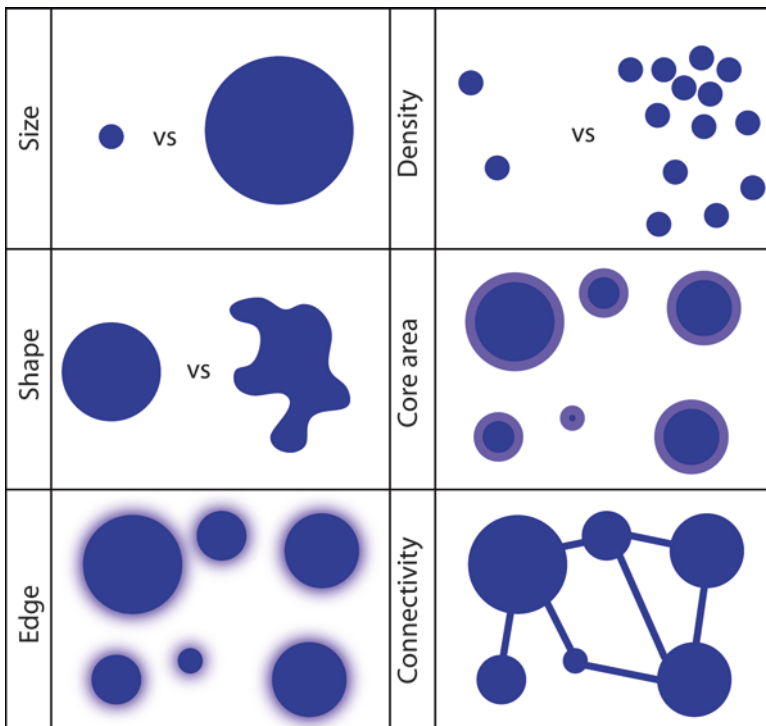 Size
vs
Density
vs
Shape
vs
Core area
Edge
Connectivity